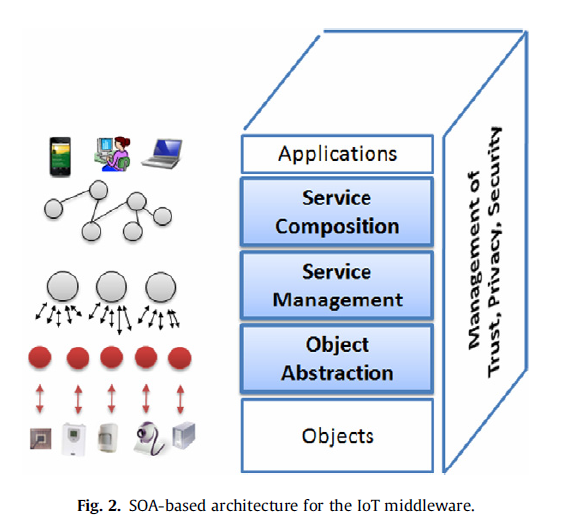 Applications
Service
Composition
Service
Management
Object
Abstraction
Objects
Management of
Trust, Privacy, Security
Fig. 2. SOA-based architecture for the IoT middleware.